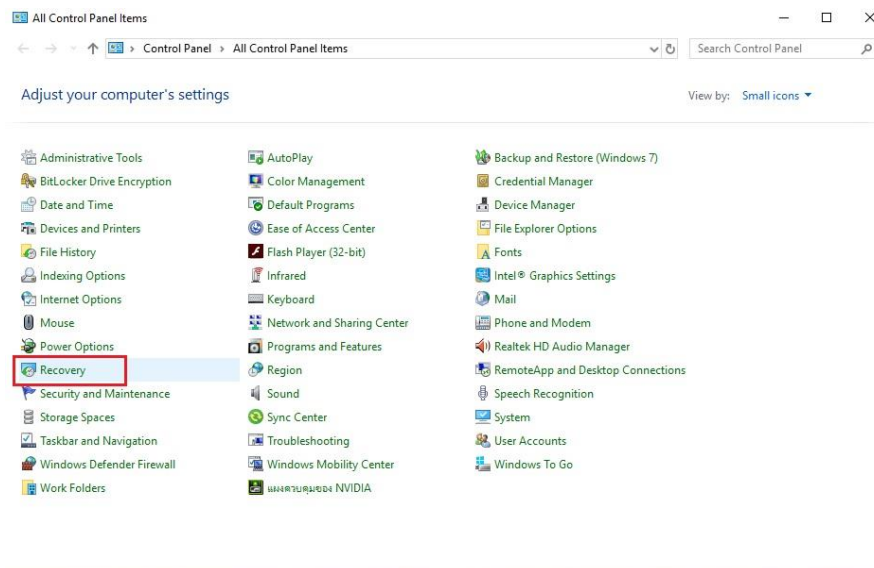 All Control Panel Items
Control Panel > All Control Panel Items
Search Control Panel
Adjust your computer's settings
View by: Small icons
Administrative Tools
AutoPlay
Backup and Restore (Windows 7)
BitLocker Drive Encryption
Color Management
Credential Manager
Date and Time
Default Programs
Device Manager
Devices and Printers
Ease of Access Center
File Explorer Options
File History
Flash Player (32-bit)
Fonts
Indexing Options
Infrared
Intel® Graphics Settings
Internet Options
Keyboard
Mail
Mouse
Network and Sharing Center
Phone and Modem
Power Options
Programs and Features
Realtek HD Audio Manager
Recovery
Region
RemoteApp and Desktop Connections
Security and Maintenance
Sound
Speech Recognition
Storage Spaces
Sync Center
System
Taskbar and Navigation
Troubleshooting
User Accounts
Windows Defender Firewall
Windows Mobility Center
Windows To Go
Work Folders
แผงควบคุมของ NVIDIA